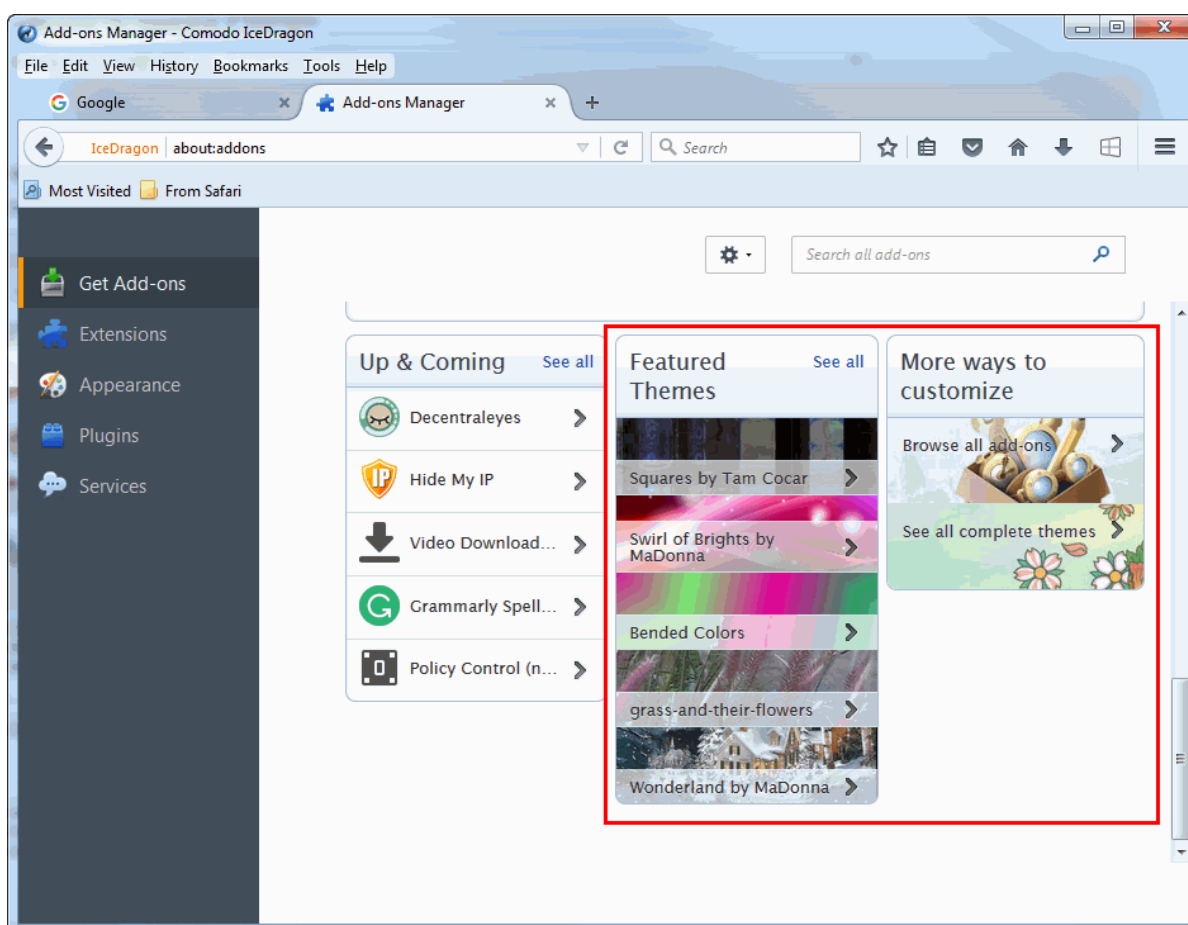 Add-ons Manager - Comodo IceDragon
File Edit View History Bookmarks Tools Help
Google
Add-ons Manager
IceDragon about:addons
Search
Most Visited From Safari
Search all add-ons
Get Add-ons
Extensions
Appearance
Plugins
Services
Up & Coming See all
Decentraleyes
Hide My IP
Video Download...
Grammarly Spell...
Policy Control (n...
Featured See all
Themes
Squares by Tam Cocar
Swirl of Brights by
MaDonna
Bended Colors
grass-and-their-flowers
Wonderland by MaDonna
More ways to
customize
Browse all add-ons
See all complete themes